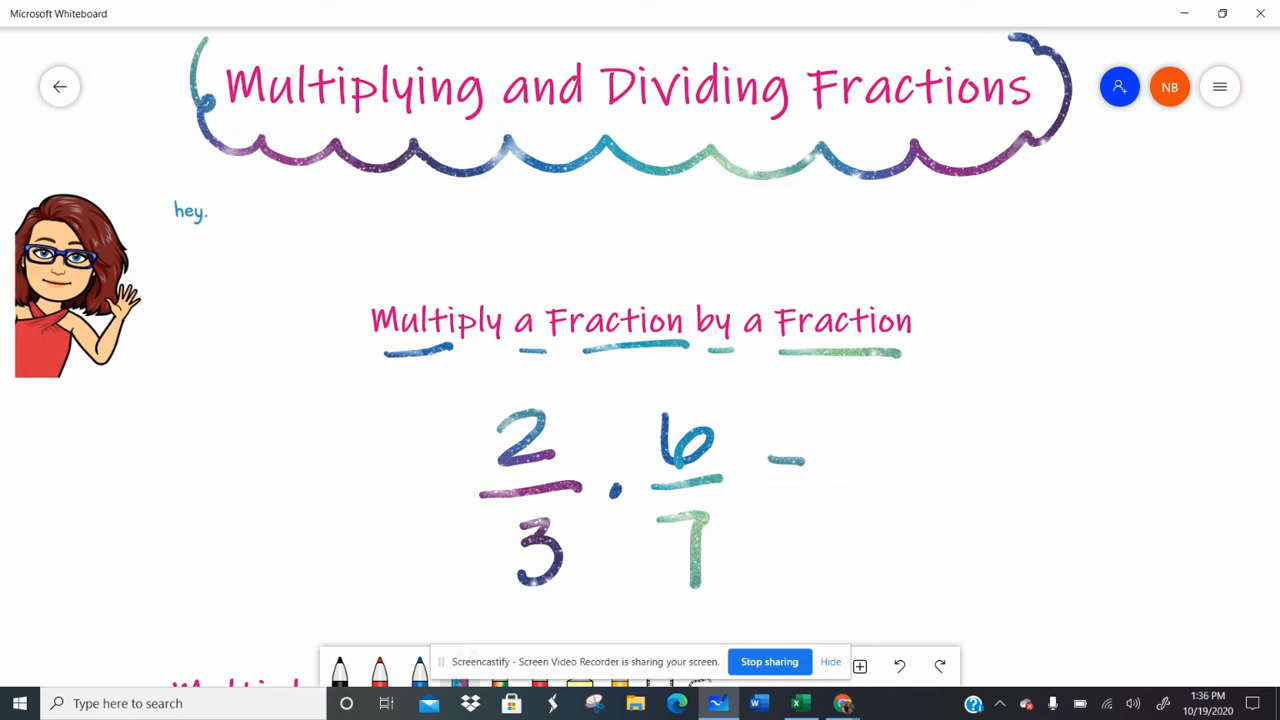 Microsoft Whiteboard
Multiplying and Dividing Fractions
NB
hey.
Multiply a Fraction by a Fraction
2/3 . 6/7 -
Screencastify - Screen Video Recorder is sharing your screen.
Stop sharing
Hide
Type here to search
1:36 PM
10/19/2020